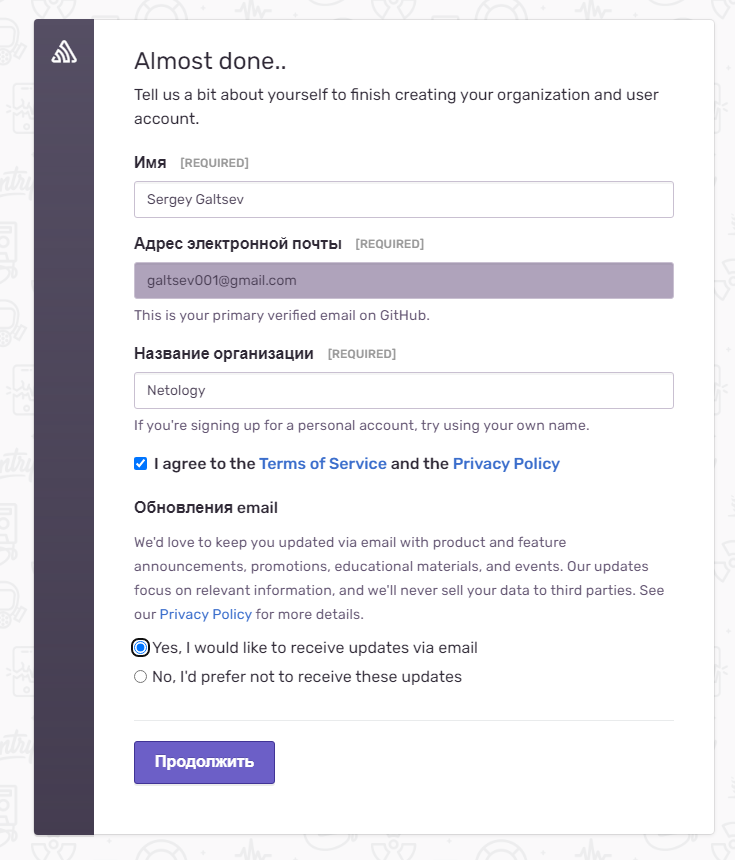 Almost done..
Tell us a bit about yourself to finish creating your organization and user
account.
Имя [REQUIRED]
Sergey Galtsev
Адрес электронной почты [REQUIRED]
galtsev001@gmail.com
This is your primary verified email on GitHub.
Название организации [REQUIRED]
Netology
If you're signing up for a personal account, try using your own name.
I agree to the Terms of Service and the Privacy Policy
Обновления email
We'd love to keep you updated via email with product and feature
announcements, promotions, educational materials, and events. Our updates
focus on relevant information, and we'll never sell your data to third parties. See
our Privacy Policy for more details.
Yes, I would like to receive updates via email
No, I'd prefer not to receive these updates
Продолжить